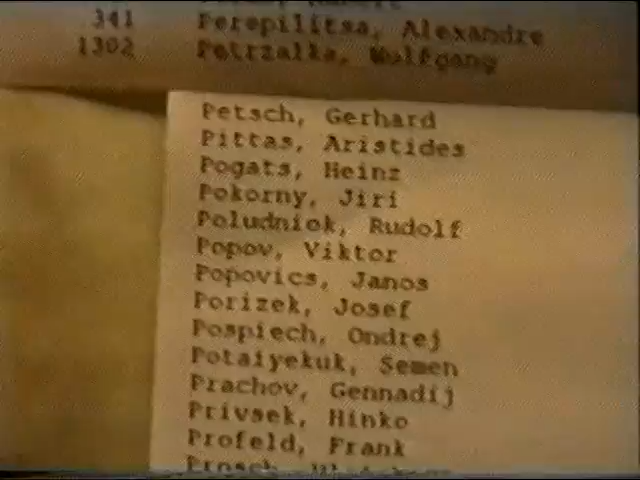 341 Perepilitsa, Alexandre
1302 Petrzalka, Wolfgang
Petsch, Gerhard
Pittas, Aristides
Pogats, Heinz
Pokorny, Jiri
Poludniok, Rudolf
Popov, Viktor
Popovics, Janos
Porizek, Josef
Pospiech, Ondrej
Potaiyekuk, Semen
Prachov, Gennadij
Privsek, Hinko
Profeld, Frank